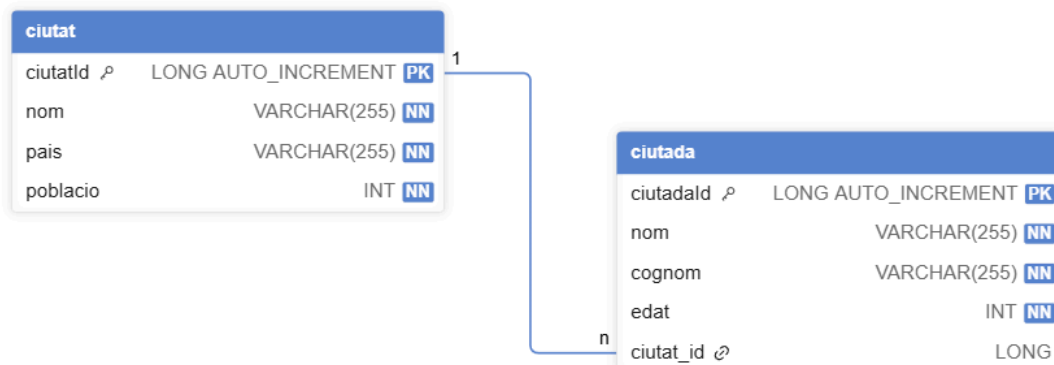 ciutat
ciutatId LONG AUTO_INCREMENT PK
nom VARCHAR(255) NN
pais VARCHAR(255) NN
poblacio INT NN
1
ciutada
ciutadaId LONG AUTO_INCREMENT PK
nom VARCHAR(255) NN
cognom VARCHAR(255) NN
edat INT NN
n
ciutat_id LONG